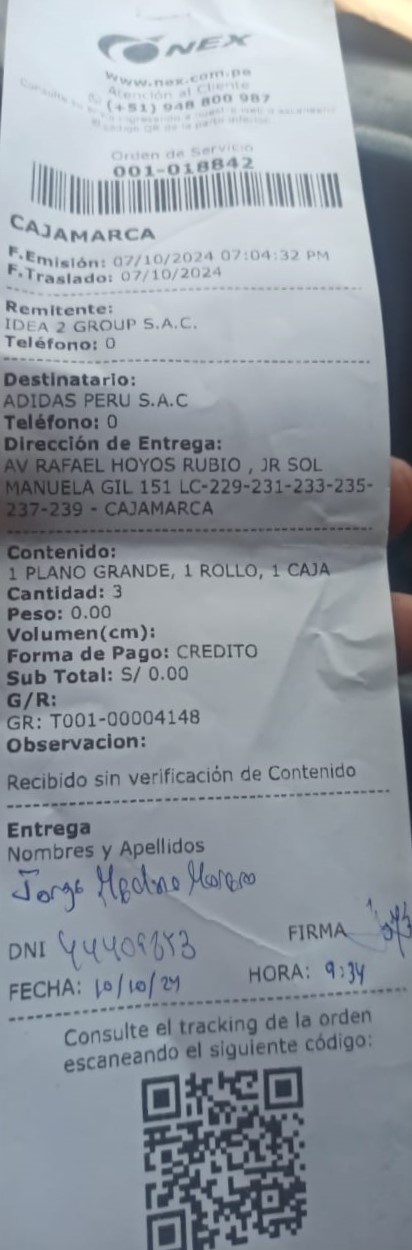 NEX
www.nex.com.pe
Atención al Cliente
(+51) 948 800 987
Orden de Servicio
001-018842
CAJAMARCA
F.Emisión: 07/10/2024 07:04:32 PM
F.Traslado: 07/10/2024
Remitente:
IDEA 2 GROUP S.A.C.
Teléfono: 0
Destinatario:
ADIDAS PERU S.A.C
Teléfono: 0
Dirección de Entrega:
AV RAFAEL HOYOS RUBIO , JR SOL
MANUELA GIL 151 LC-229-231-233-235-
237-239 - CAJAMARCA
Contenido:
1 PLANO GRANDE, 1 ROLLO, 1 CAJA
Cantidad: 3
Peso: 0.00
Volumen(cm):
Forma de Pago: CREDITO
Sub Total: S/ 0.00
G/R:
GR: T001-00004148
Observacion:
Recibido sin verificación de Contenido
Entrega
Nombres y Apellidos
Jorge Medina Moreno
DNI
FIRMA
FECHA: 10/10/24
HORA: 9:34
Consulte el tracking de la orden
escaneando el siguiente código: